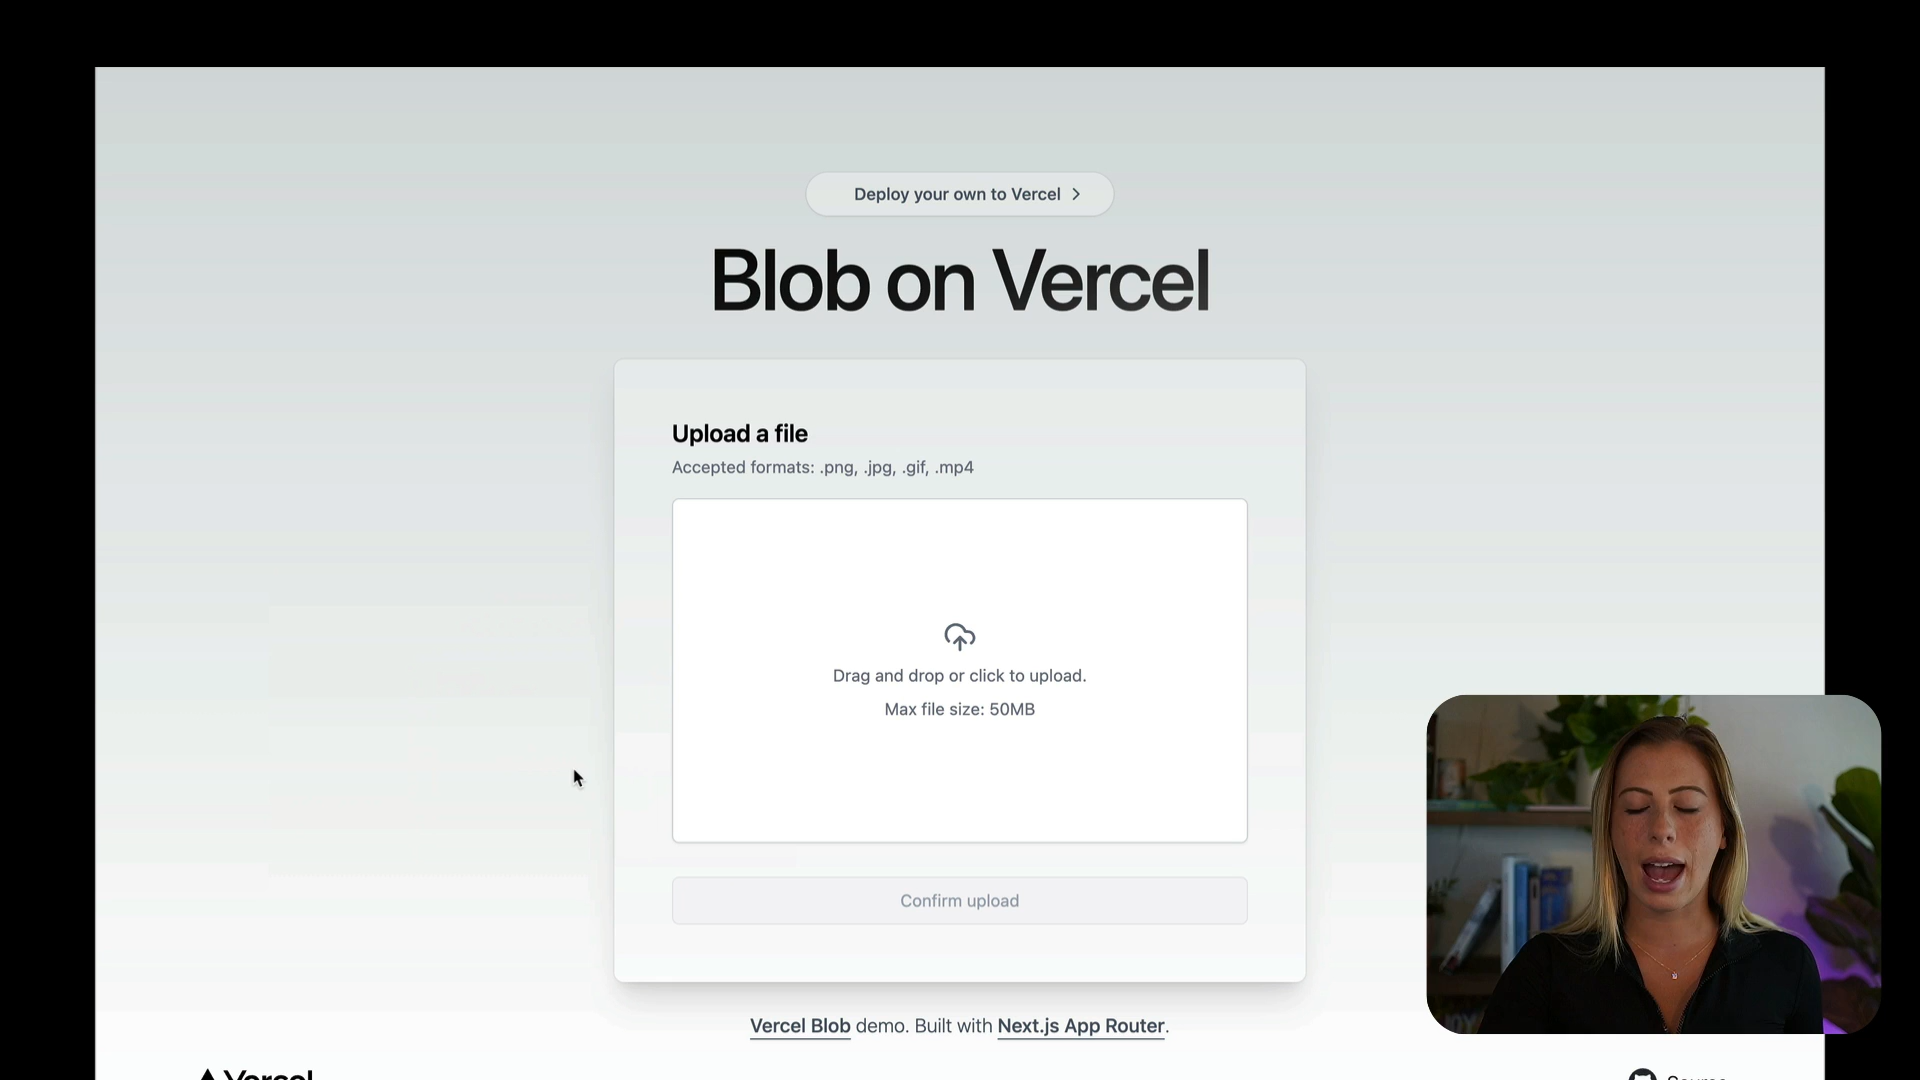 Deploy your own to Vercel
Blob on Vercel
Upload a file
Accepted formats: .png, .jpg, .gif, .mp4
Drag and drop or click to upload.
Max file size: 50MB
Confirm upload
Vercel Blob demo. Built with Next.js App Router.
Vercel
Source